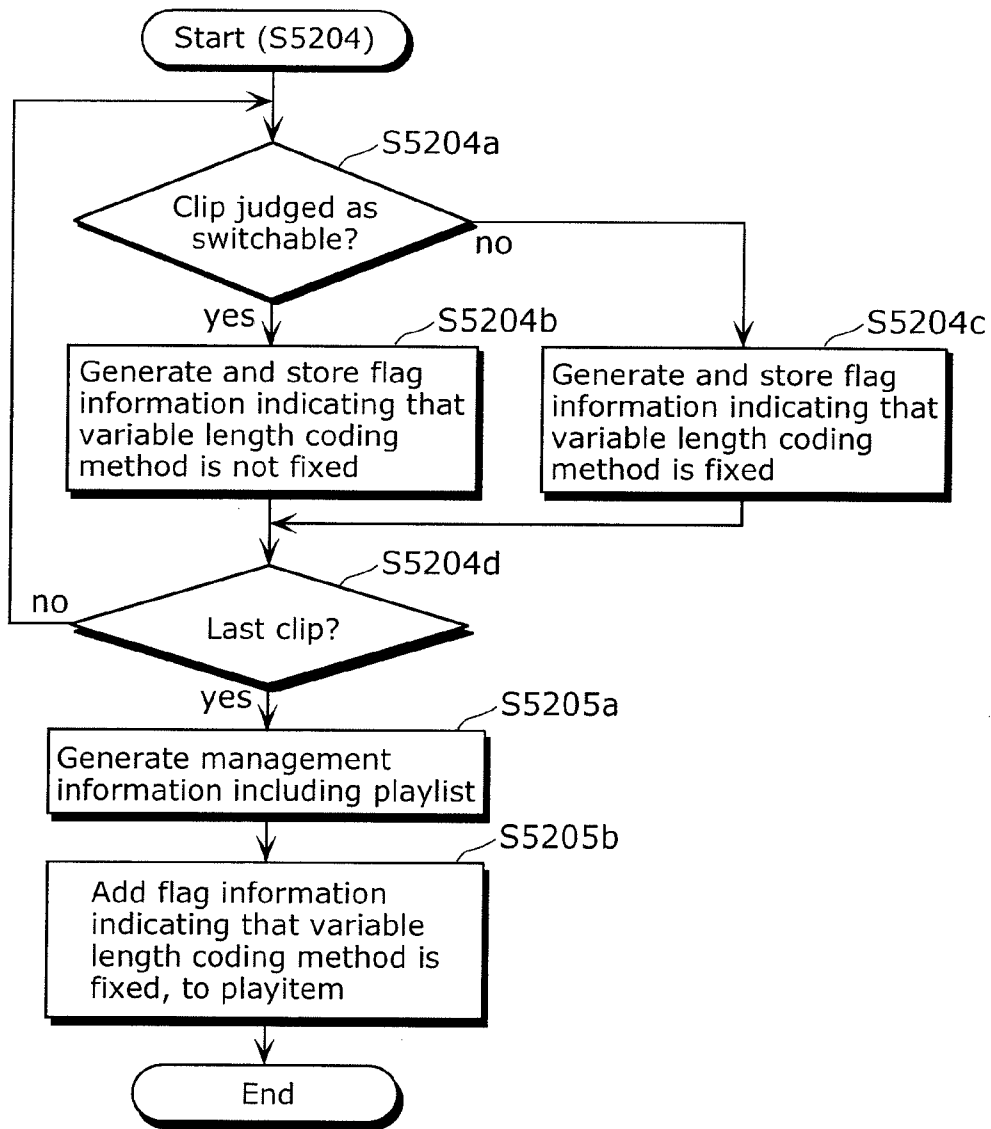 Start (S5204)
S5204a
Clip judged as
switchable?
no
yes
S5204b
S5204c
Generate and store flag
information indicating that
variable length coding
method is not fixed
Generate and store flag
information indicating that
variable length coding
method is fixed
S5204d
no
Last clip?
yes
S5205a
Generate management
information including playlist
S5205b
Add flag information
indicating that variable
length coding method is
fixed, to playitem
End